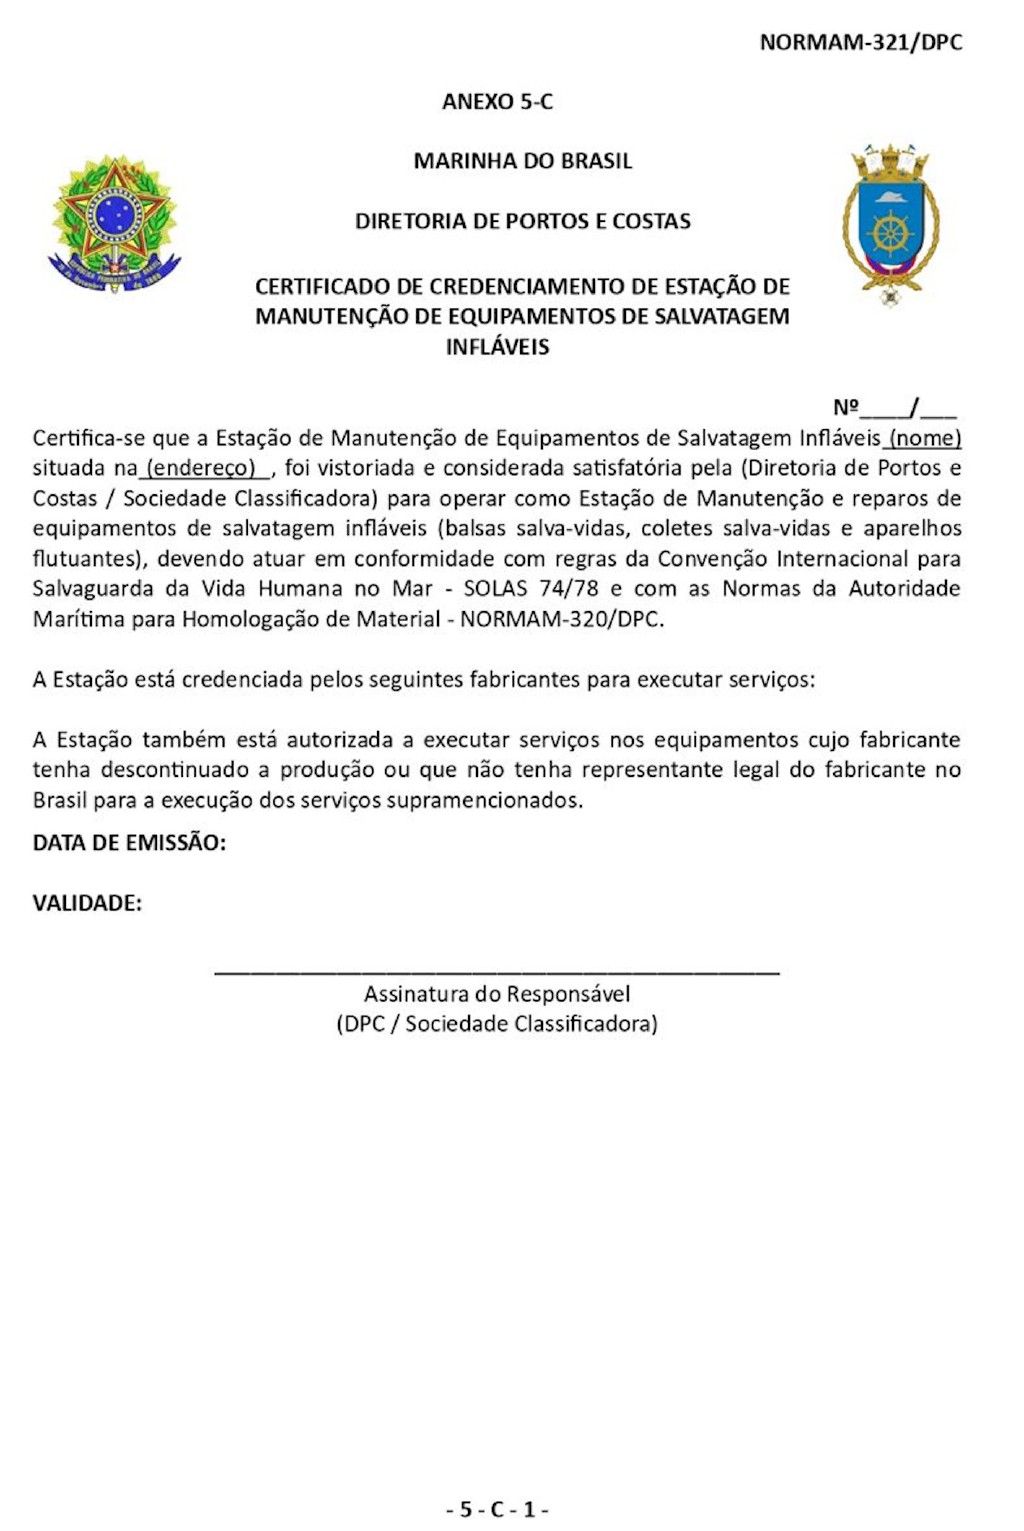 NORMAM-321/DPC
ANEXO 5-C
MARINHA DO BRASIL
DIRETORIA DE PORTOS E COSTAS
CERTIFICADO DE CREDENCIAMENTO DE ESTAÇÃO DE
MANUTENÇÃO DE EQUIPAMENTOS DE SALVATAGEM
INFLÁVEIS
Nº____/___
Certifica-se que a Estação de Manutenção de Equipamentos de Salvatagem Infláveis (nome)
situada na (endereço) , foi vistoriada e considerada satisfatória pela (Diretoria de Portos e
Costas / Sociedade Classificadora) para operar como Estação de Manutenção e reparos de
equipamentos de salvatagem infláveis (balsas salva-vidas, coletes salva-vidas e aparelhos
flutuantes), devendo atuar em conformidade com regras da Convenção Internacional para
Salvaguarda da Vida Humana no Mar - SOLAS 74/78 e com as Normas da Autoridade
Marítima para Homologação de Material - NORMAM-320/DPC.
A Estação está credenciada pelos seguintes fabricantes para executar serviços:
A Estação também está autorizada a executar serviços nos equipamentos cujo fabricante
tenha descontinuado a produção ou que não tenha representante legal do fabricante no
Brasil para a execução dos serviços supramencionados.
DATA DE EMISSÃO:
VALIDADE:
Assinatura do Responsável
(DPC / Sociedade Classificadora)
- 5 - C - 1 -